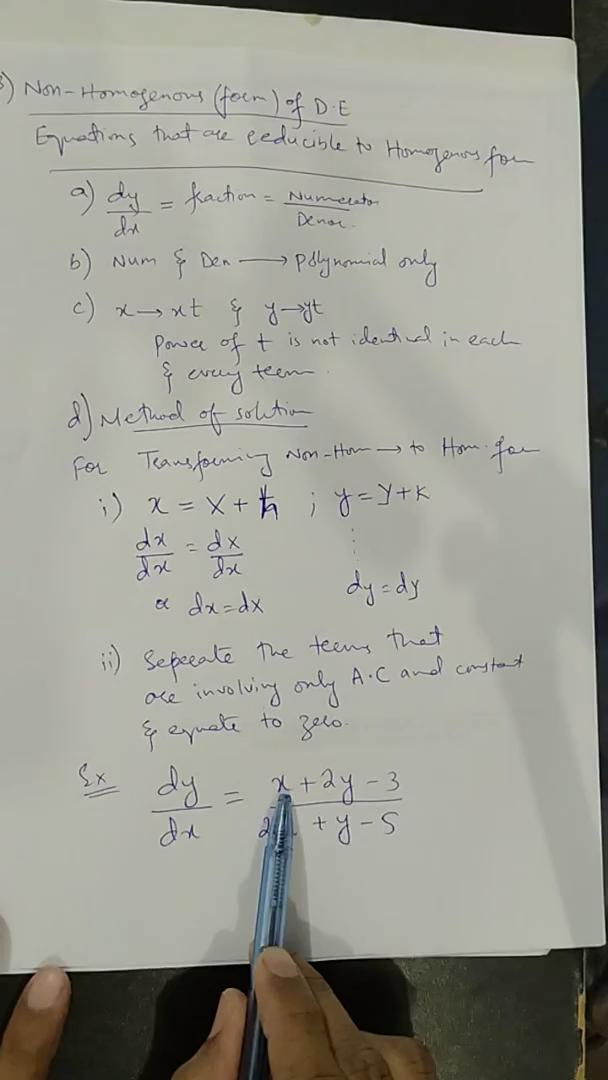 3) Non-Homogenous (form) of D.E
Equations that are reducible to Homogenous form
a) dy/dx = fraction = Numerator/Denor.
b) Num & Den → polynomial only
c) x → xt & y → yt
Power of t is not identical in each
& every term.
d) Method of solution
For Transforming Non-Hom → to Hom. for
i) x = X + h ; y = Y + K
dx/dx = dX/dx
or dx = dX dy = dY
ii) Seperate the terms that
are involving only A.C and constant
& equate to zero.
Ex dy/dx = x + 2y - 3 / 2 + y - 5